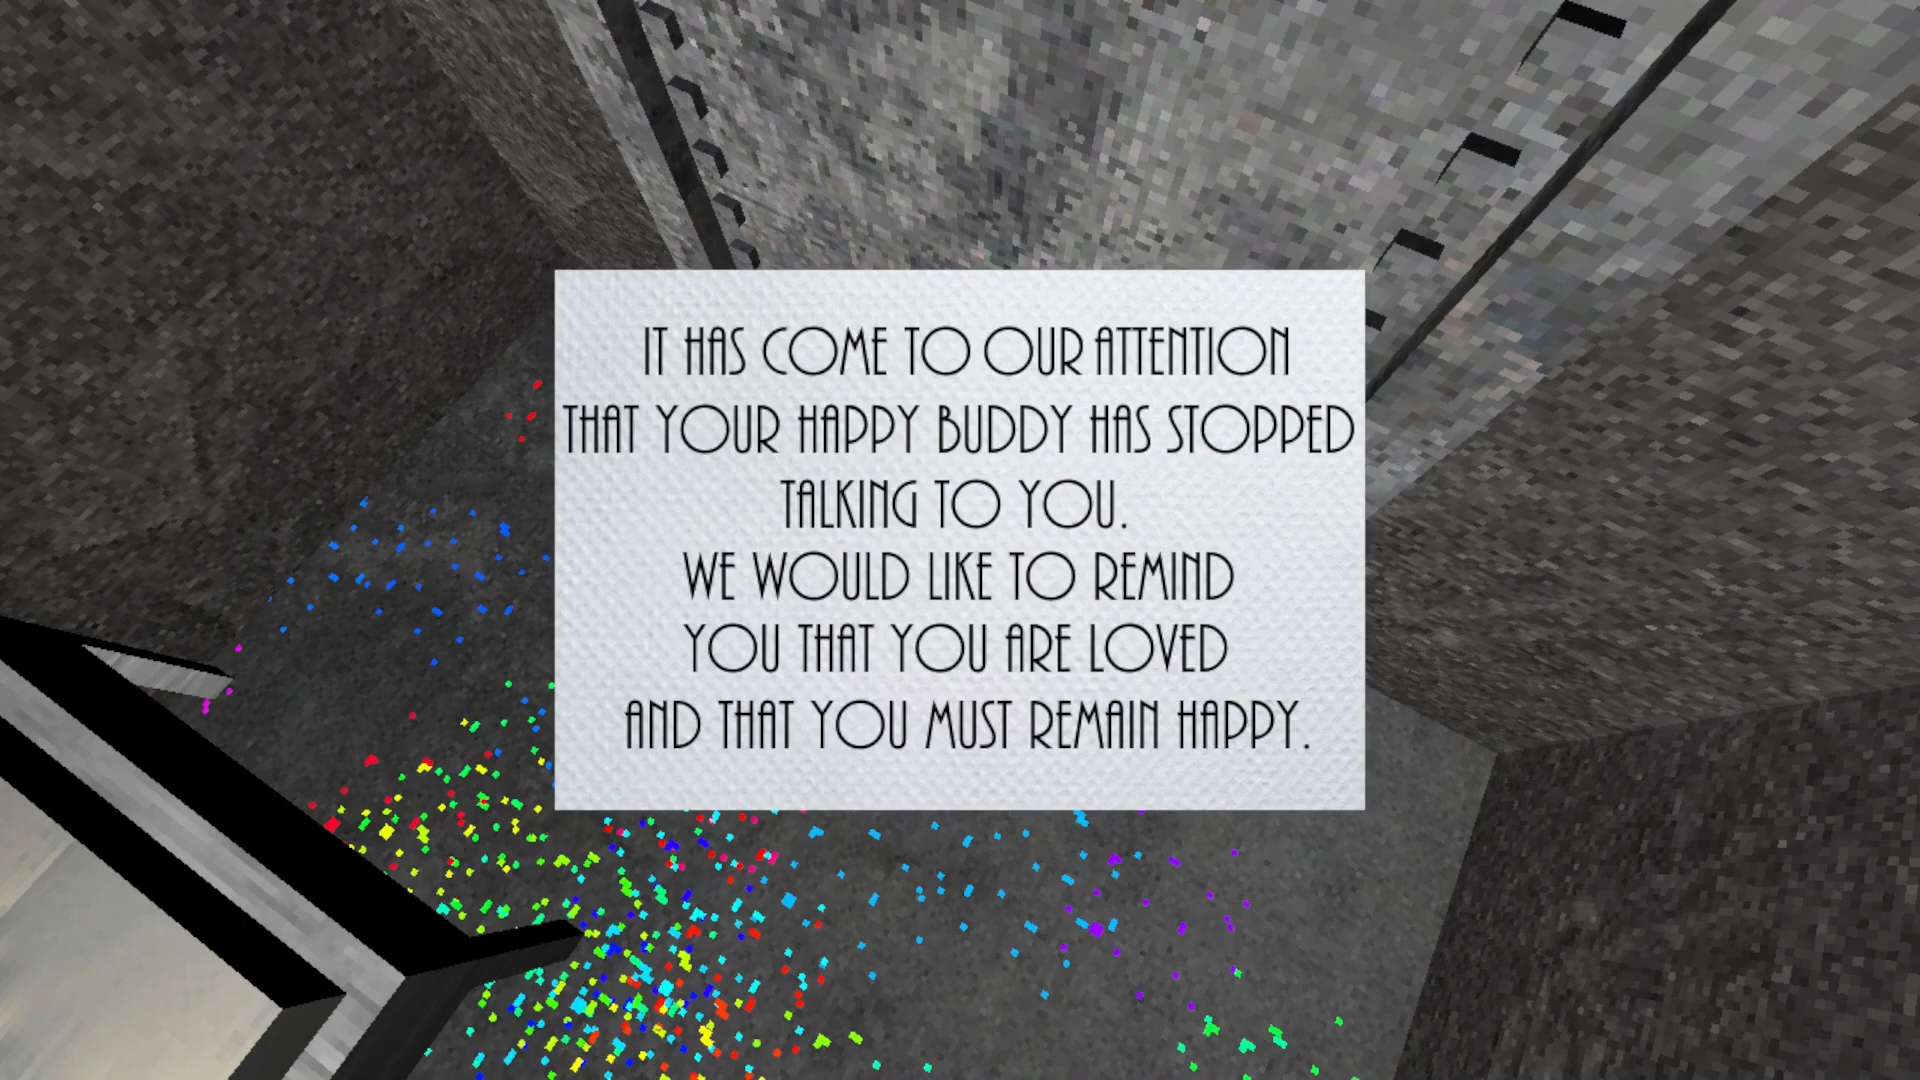 IT HAS COME TO OUR ATTENTION
THAT YOUR HAPPY BUDDY HAS STOPPED
TALKING TO YOU.
WE WOULD LIKE TO REMIND
YOU THAT YOU ARE LOVED
AND THAT YOU MUST REMAIN HAPPY.